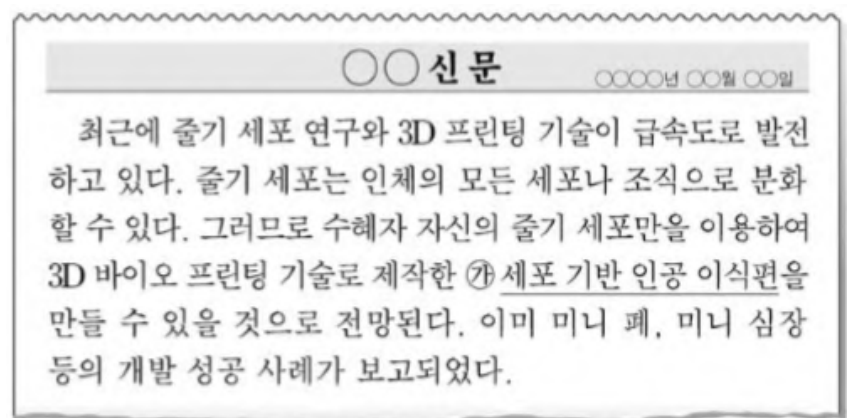 ○○신문
○○○○년 ○○월 ○○일
최근에 줄기 세포 연구와 3D 프린팅 기술이 급속도로 발전
하고 있다. 줄기 세포는 인체의 모든 세포나 조직으로 분화
할 수 있다. 그러므로 수혜자 자신의 줄기 세포만을 이용하여
3D 바이오 프린팅 기술로 제작한 ㉮세포 기반 인공 이식편을
만들 수 있을 것으로 전망된다. 이미 미니 폐, 미니 심장
등의 개발 성공 사례가 보고되었다.